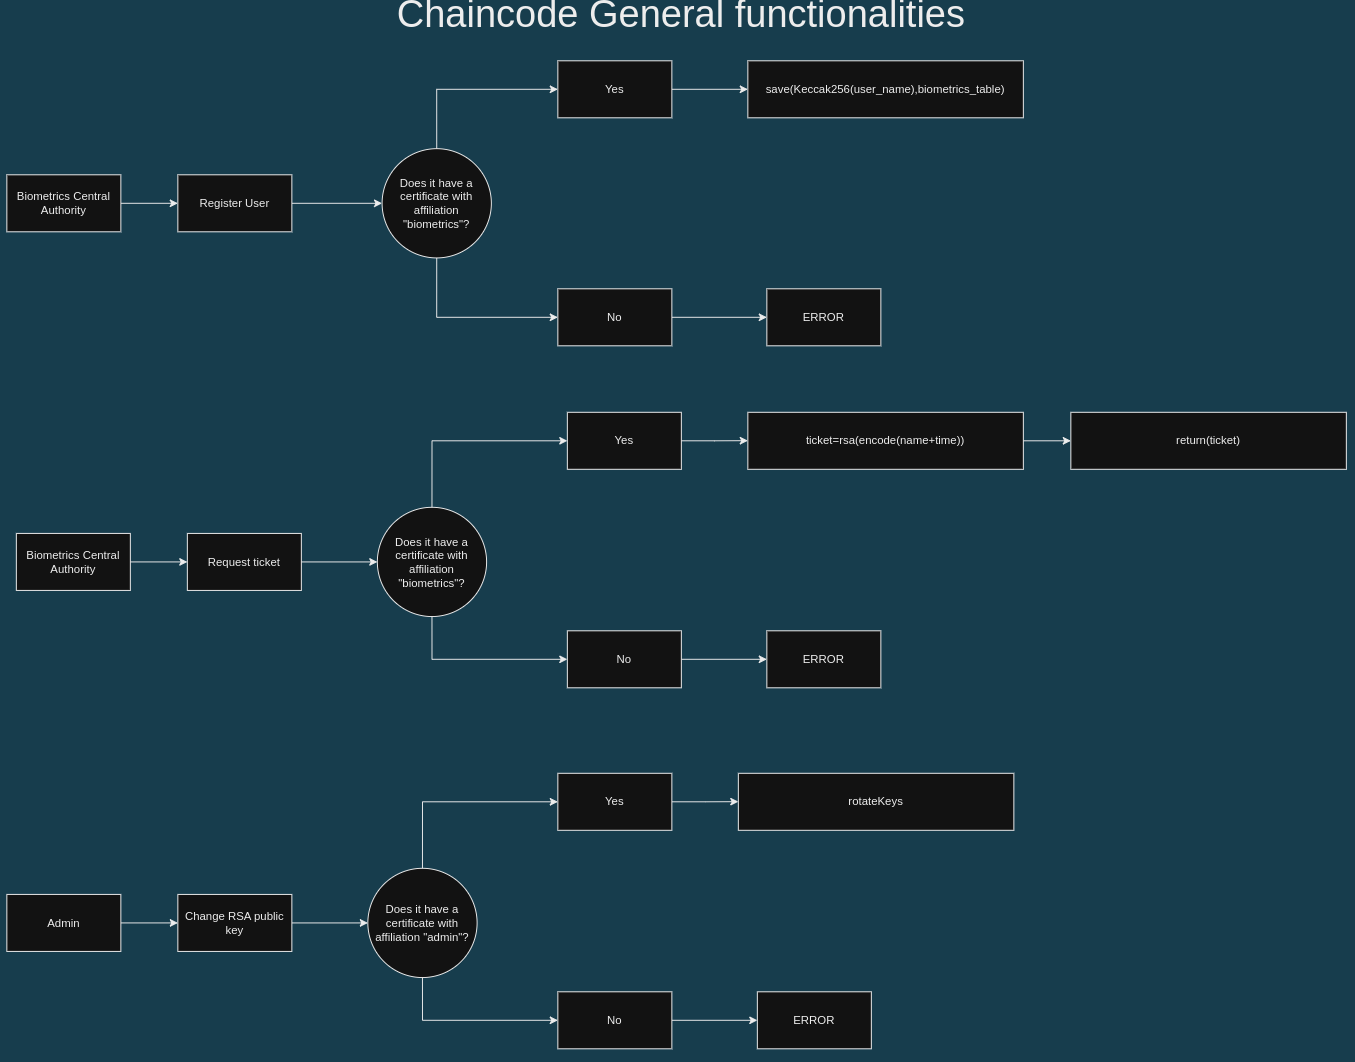 Chaincode General functionalities
Yes
save(Keccak256(user_name),biometrics_table)
Biometrics Central
Authority
Register User
Does it have a
certificate with
affiliation
"biometrics"?
No
ERROR
Yes
ticket=rsa(encode(name+time))
return(ticket)
Biometrics Central
Authority
Request ticket
Does it have a
certificate with
affiliation
"biometrics"?
No
ERROR
Yes
rotateKeys
Admin
Change RSA public
key
Does it have a
certificate with
affiliation "admin"?
No
ERROR